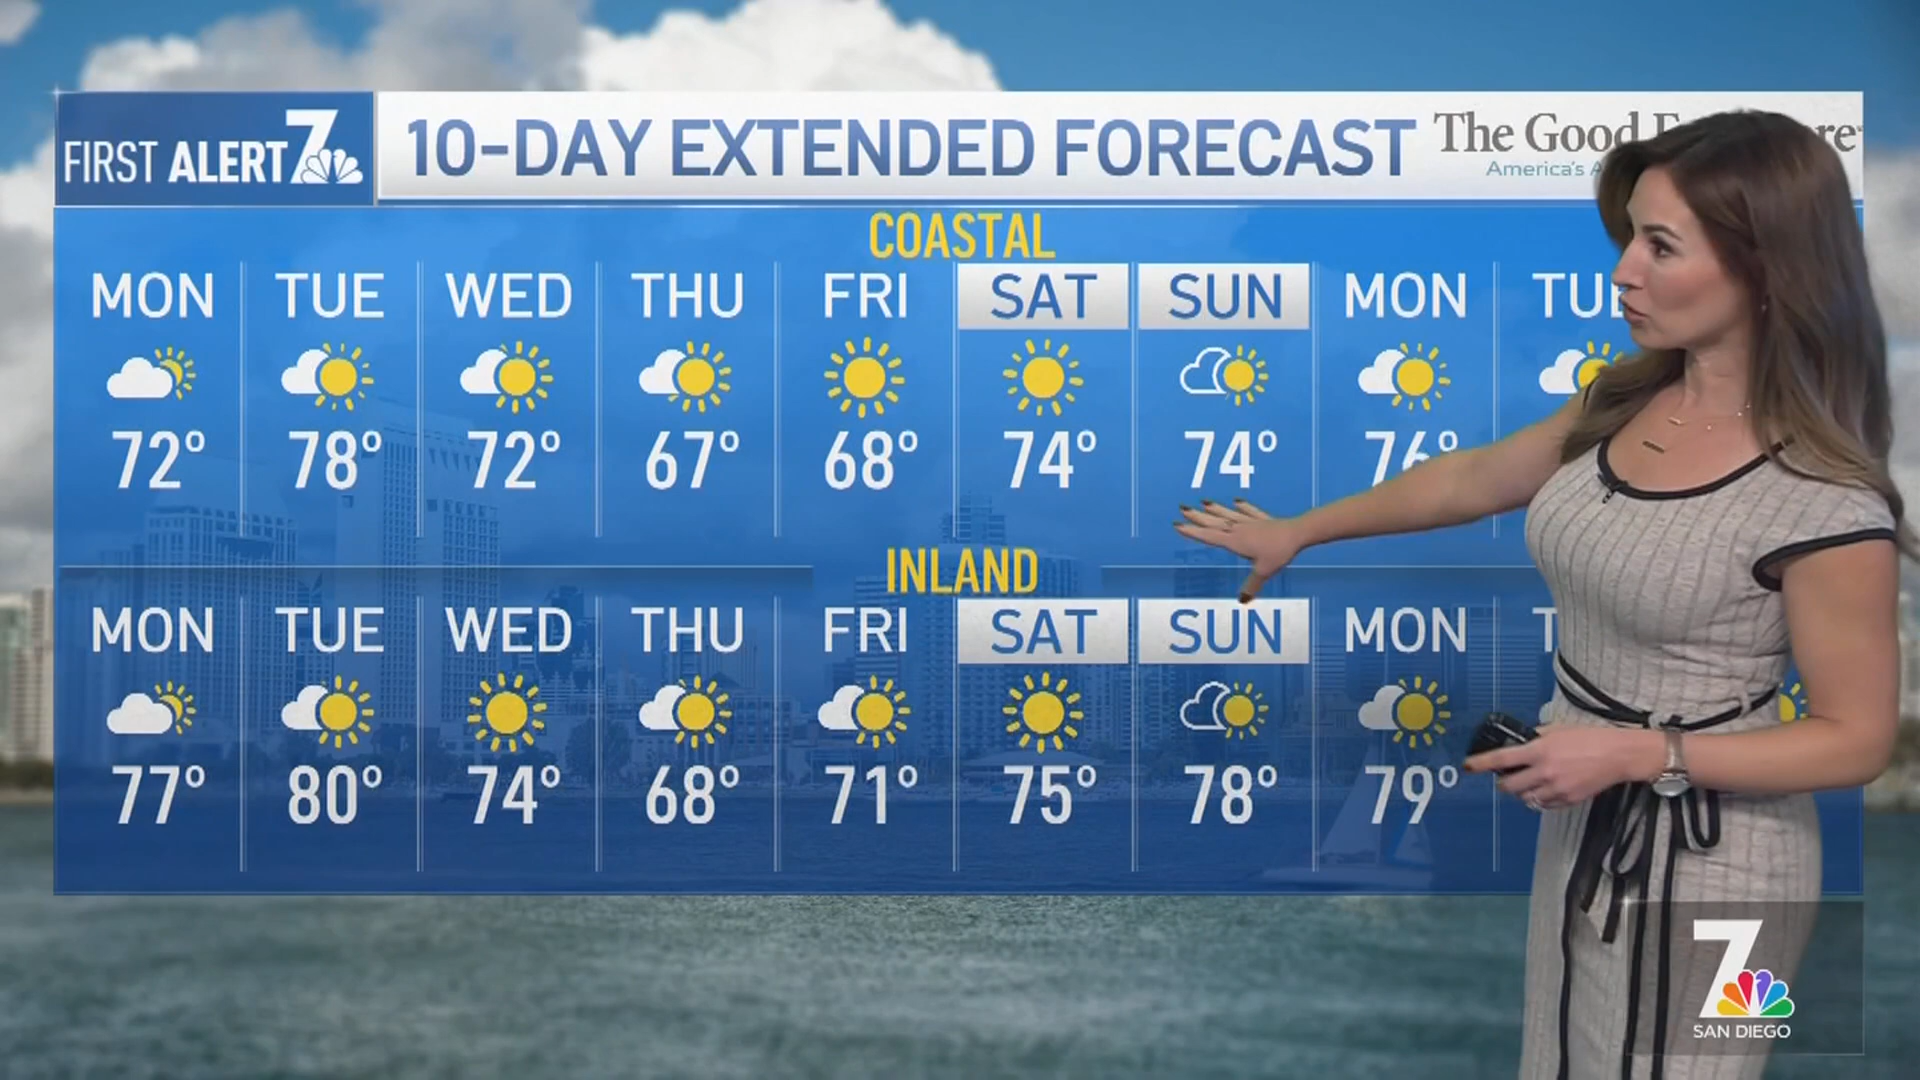 FIRST ALERT 7
10-DAY EXTENDED FORECAST
The Good
America's
COASTAL
MON TUE WED THU FRI SAT SUN MON TUE
72° 78° 72° 67° 68° 74° 74° 76°
INLAND
MON TUE WED THU FRI SAT SUN MON
77° 80° 74° 68° 71° 75° 78° 79°
7
SAN DIEGO